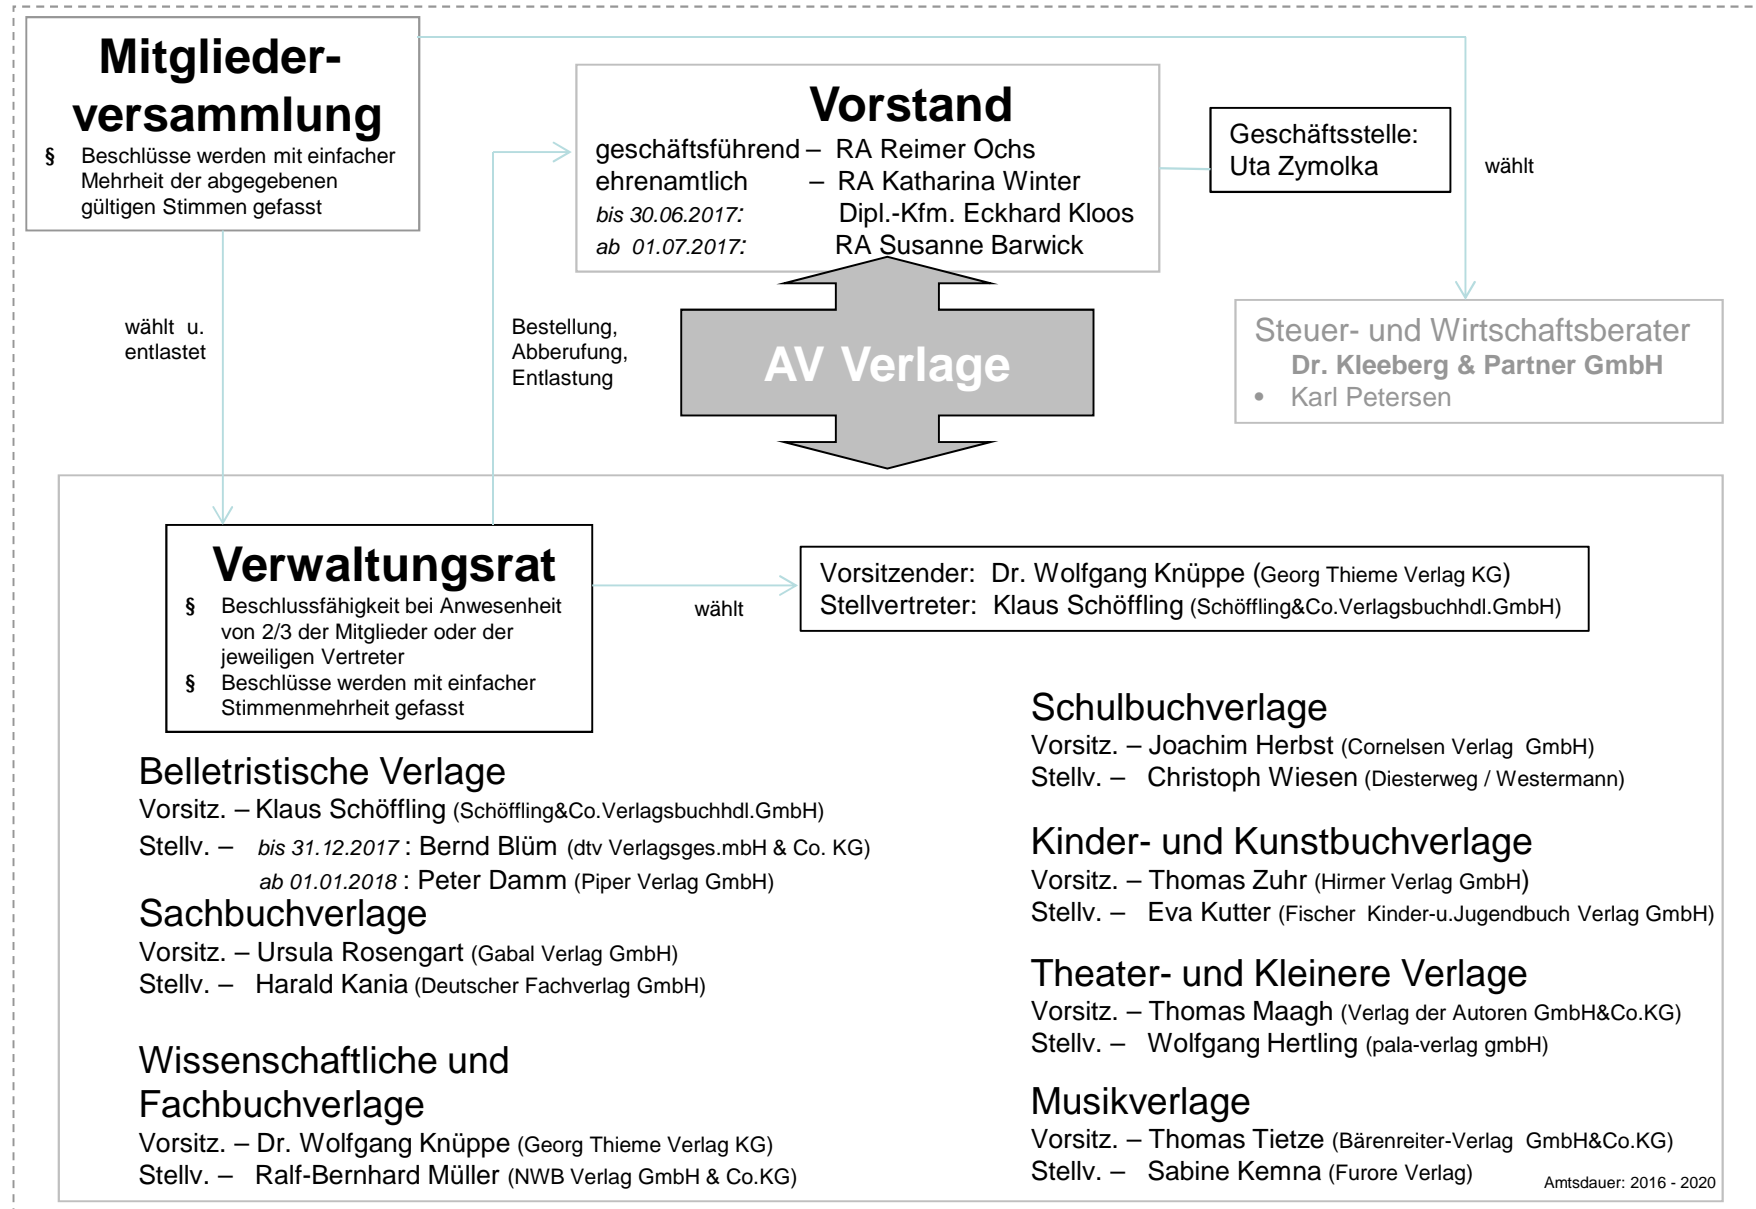 Mitglieder-
versammlung
§ Beschlüsse werden mit einfacher
Mehrheit der abgegebenen
gültigen Stimmen gefasst
Vorstand
geschäftsführend – RA Reimer Ochs
ehrenamtlich – RA Katharina Winter
bis 30.06.2017: Dipl.-Kfm. Eckhard Kloos
ab 01.07.2017: RA Susanne Barwick
Geschäftsstelle:
Uta Zymolka
wählt
wählt u.
entlastet
Bestellung,
Abberufung,
Entlastung
AV Verlage
Steuer- und Wirtschaftsberater
Dr. Kleeberg & Partner GmbH
• Karl Petersen
Verwaltungsrat
§ Beschlussfähigkeit bei Anwesenheit
von 2/3 der Mitglieder oder der
jeweiligen Vertreter
§ Beschlüsse werden mit einfacher
Stimmenmehrheit gefasst
wählt
Vorsitzender: Dr. Wolfgang Knüppe (Georg Thieme Verlag KG)
Stellvertreter: Klaus Schöffling (Schöffling&Co.Verlagsbuchhdl.GmbH)
Belletristische Verlage
Vorsitz. – Klaus Schöffling (Schöffling&Co.Verlagsbuchhdl.GmbH)
Stellv. – bis 31.12.2017 : Bernd Blüm (dtv Verlagsges.mbH & Co. KG)
ab 01.01.2018 : Peter Damm (Piper Verlag GmbH)
Sachbuchverlage
Vorsitz. – Ursula Rosengart (Gabal Verlag GmbH)
Stellv. – Harald Kania (Deutscher Fachverlag GmbH)
Wissenschaftliche und
Fachbuchverlage
Vorsitz. – Dr. Wolfgang Knüppe (Georg Thieme Verlag KG)
Stellv. – Ralf-Bernhard Müller (NWB Verlag GmbH & Co.KG)
Schulbuchverlage
Vorsitz. – Joachim Herbst (Cornelsen Verlag GmbH)
Stellv. – Christoph Wiesen (Diesterweg / Westermann)
Kinder- und Kunstbuchverlage
Vorsitz. – Thomas Zuhr (Hirmer Verlag GmbH)
Stellv. – Eva Kutter (Fischer Kinder-u.Jugendbuch Verlag GmbH)
Theater- und Kleinere Verlage
Vorsitz. – Thomas Maagh (Verlag der Autoren GmbH&Co.KG)
Stellv. – Wolfgang Hertling (pala-verlag gmbH)
Musikverlage
Vorsitz. – Thomas Tietze (Bärenreiter-Verlag GmbH&Co.KG)
Stellv. – Sabine Kemna (Furore Verlag)
Amtsdauer: 2016 - 2020